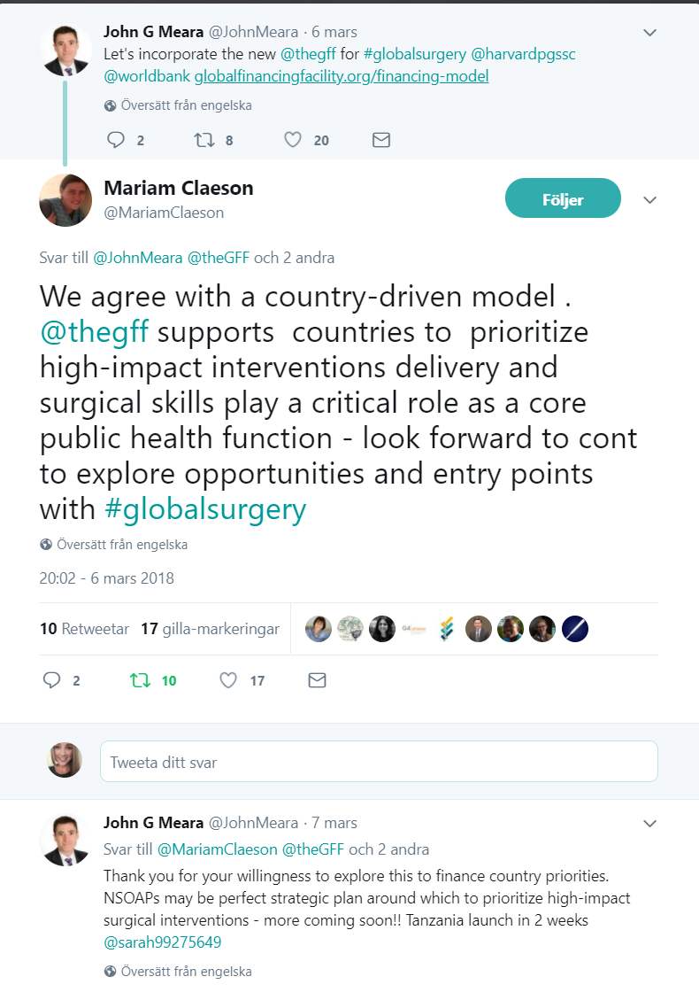 John G Meara @JohnMeara · 6 mars
Let's incorporate the new @thegff for #globalsurgery @harvardpgssc
@worldbank globalfinancingfacility.org/financing-model
Översätt från engelska
2 8 20
Mariam Claeson
@MariamClaeson
Följer
Svar till @JohnMeara @theGFF och 2 andra
We agree with a country-driven model .
@thegff supports  countries to  prioritize
high-impact interventions delivery and
surgical skills play a critical role as a core
public health function - look forward to cont
to explore opportunities and entry points
with #globalsurgery
Översätt från engelska
20:02 - 6 mars 2018
10 Retweetar 17 gilla-markeringar
2 10 17
Tweeta ditt svar
John G Meara @JohnMeara · 7 mars
Svar till @MariamClaeson @theGFF och 2 andra
Thank you for your willingness to explore this to finance country priorities.
NSOAPs may be perfect strategic plan around which to prioritize high-impact
surgical interventions - more coming soon!! Tanzania launch in 2 weeks
@sarah99275649
Översätt från engelska